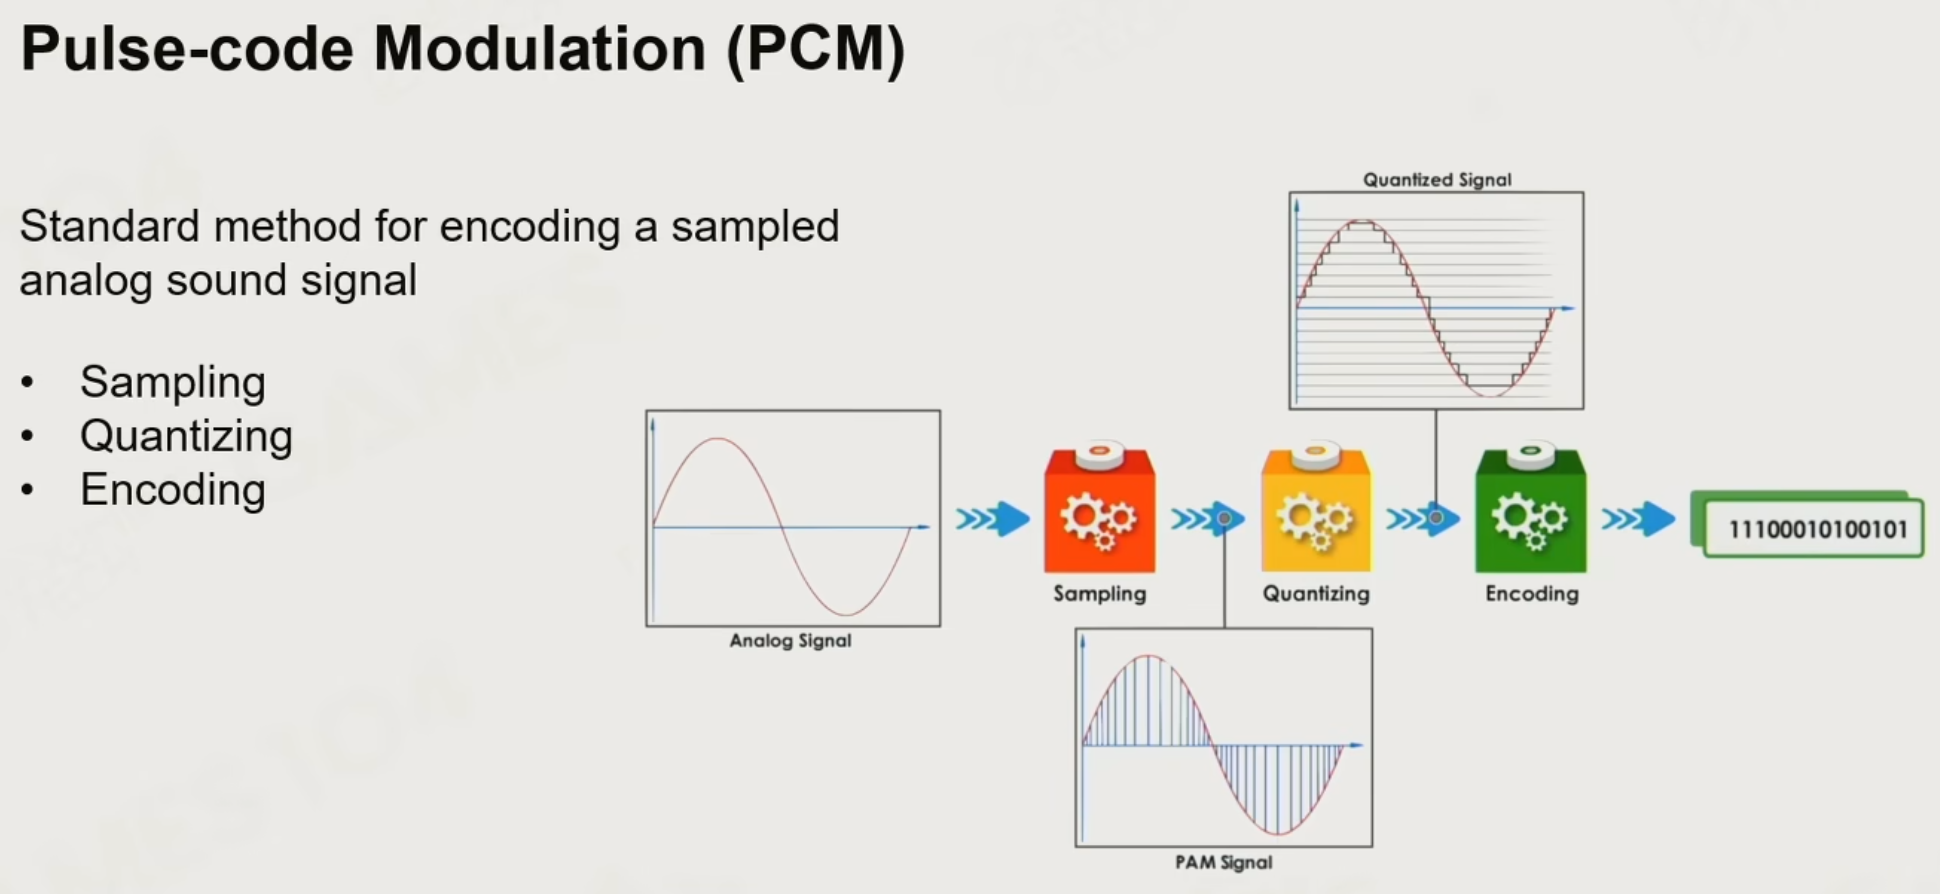 Pulse-code Modulation (PCM)
Standard method for encoding a sampled
analog sound signal
• Sampling
• Quantizing
• Encoding
Quantized Signal
Analog Signal
Sampling
Quantizing
Encoding
11100010100101
PAM Signal